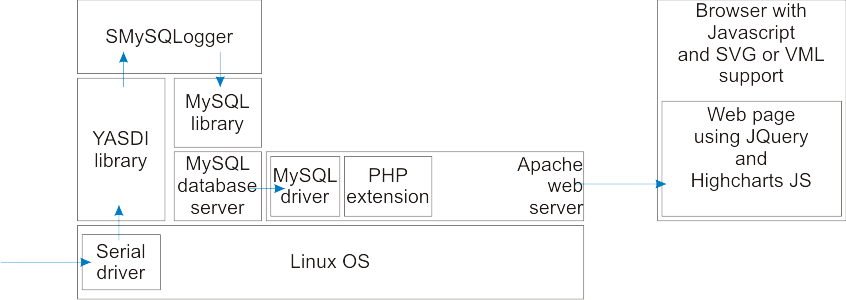 SMySQLogger
YASDI
library
MySQL
library
MySQL
database
server
MySQL
driver
PHP
extension
Apache
web
server
Serial
driver
Linux OS
Browser with
Javascript
and SVG or VML
support
Web page
using JQuery
and
Highcharts JS